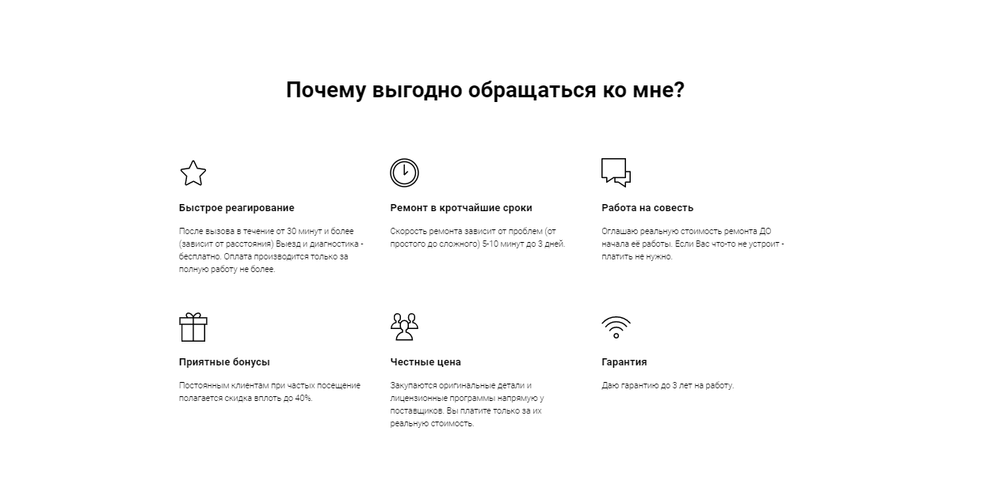 Почему выгодно обращаться ко мне?
Быстрое реагирование
После вызова в течение от 30 минут и более
(зависит от расстояния) Выезд и диагностика -
бесплатно. Оплата производится только за
полную работу не более.
Ремонт в кротчайшие сроки
Скорость ремонта зависит от проблем (от
простого до сложного) 5-10 минут до 3 дней.
Работа на совесть
Оглашаю реальную стоимость ремонта ДО
начала её работы. Если Вас что-то не устроит -
платить не нужно.
Приятные бонусы
Постоянным клиентам при частых посещение
полагается скидка вплоть до 40%.
Честные цена
Закупаются оригинальные детали и
лицензионные программы напрямую у
поставщиков. Вы платите только за их
реальную стоимость.
Гарантия
Даю гарантию до 3 лет на работу.